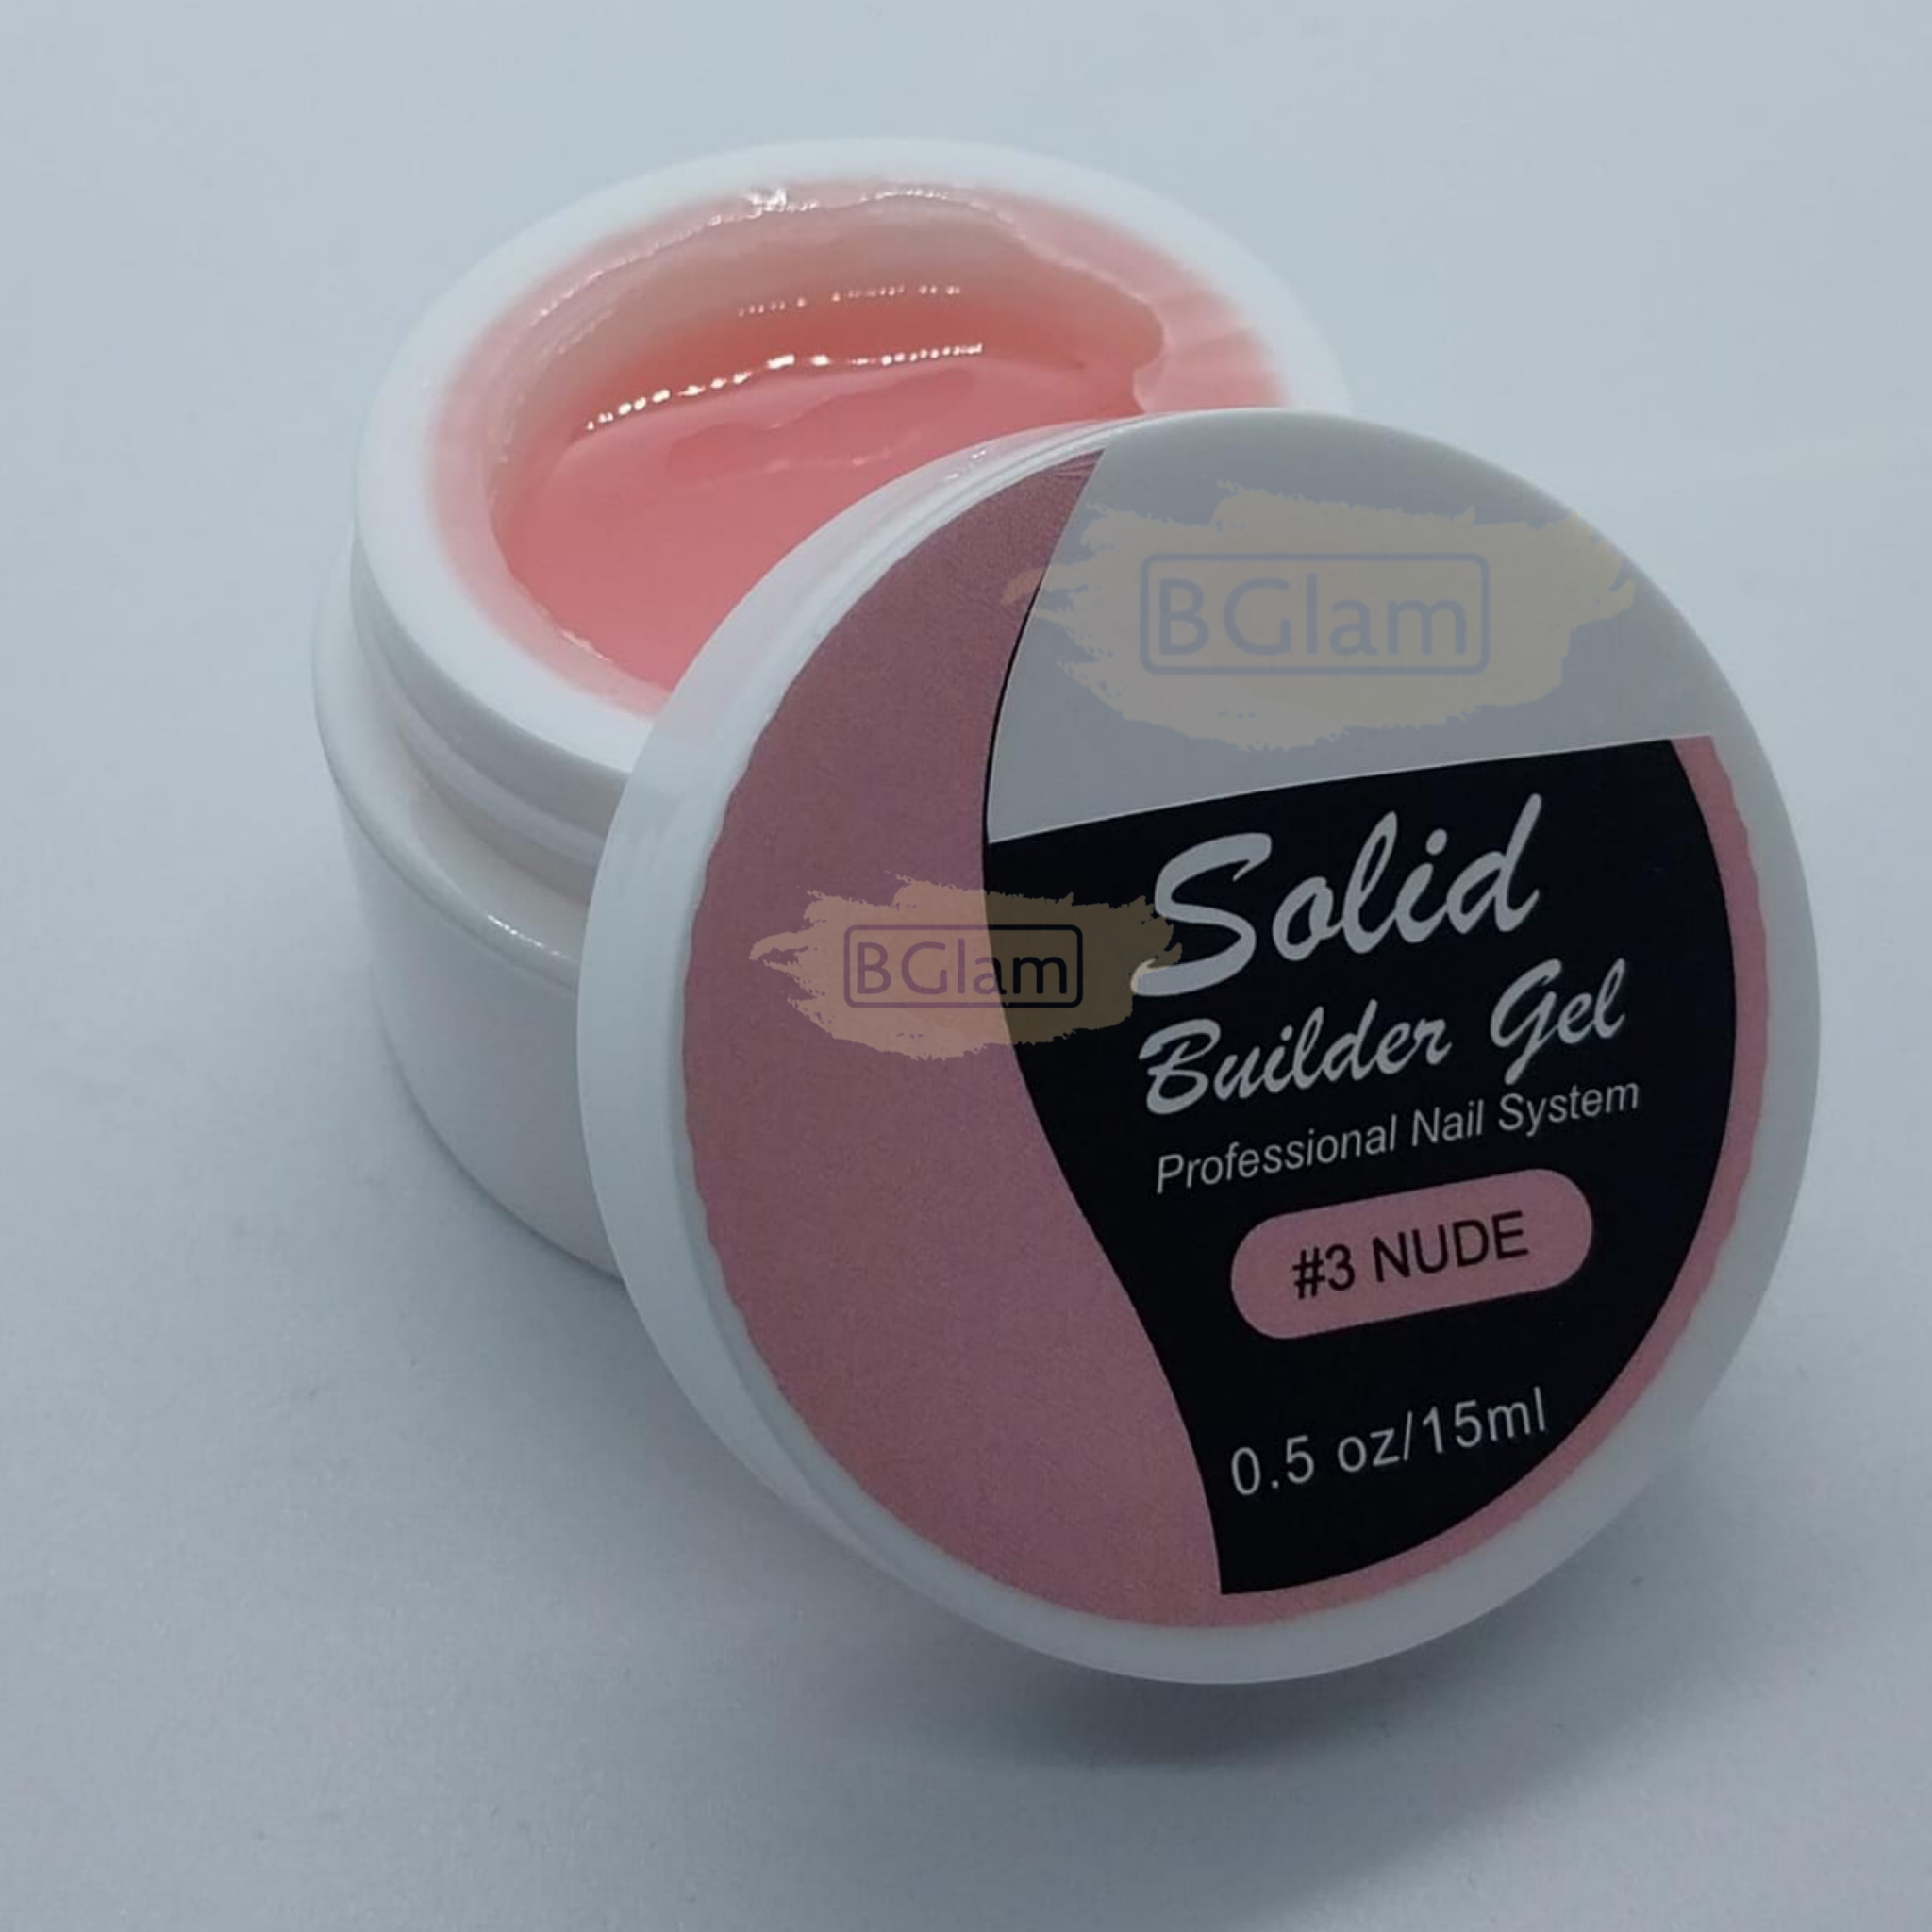 BGlam
Solid
BGlam
Builder Gel
Professional Nail System
#3 NUDE
0.5 oz/15ml